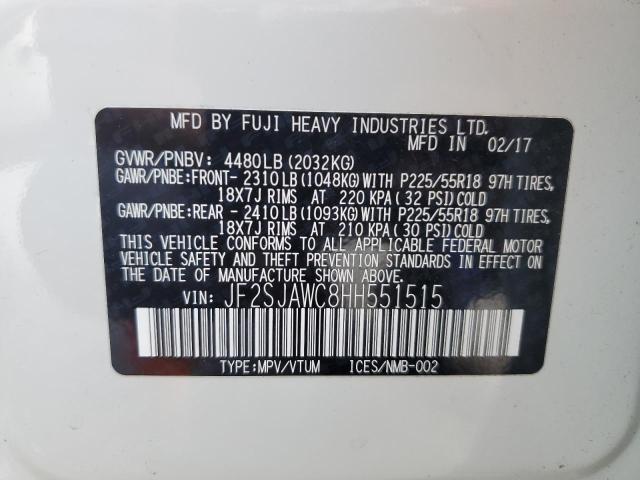 MFD BY FUJI HEAVY INDUSTRIES LTD.
MFD IN 02/17
GVWR/PNBV: 4480LB (2032KG)
GAWR/PNBE: FRONT- 2310LB (1048KG) WITH P225/55R18 97H TIRES,
18X7J RIMS AT 220 KPA (32 PSI) COLD
GAWR/PNBE: REAR - 2410LB (1093KG) WITH P225/55R18 97H TIRES,
18X7J RIMS AT 210 KPA (30 PSI) COLD
THIS VEHICLE CONFORMS TO ALL APPLICABLE FEDERAL MOTOR
VEHICLE SAFETY AND THEFT PREVENTION STANDARDS IN EFFECT ON
THE DATE OF MANUFACTURE SHOWN ABOVE.
VIN: JF2SJAWC8HH551515
TYPE: MPV/VTUM ICES/NMB-002